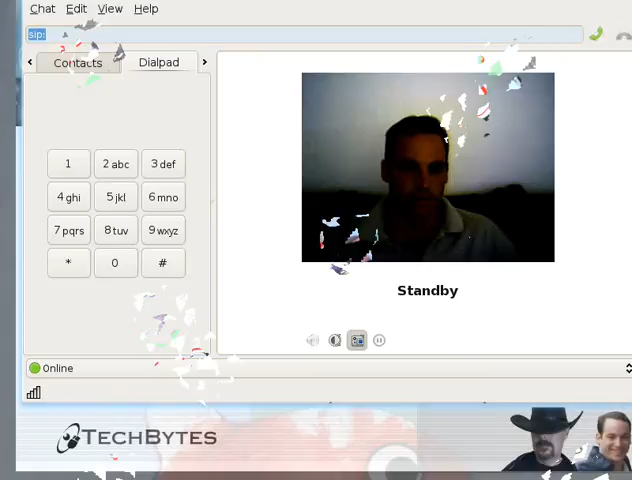 Chat Edit View Help
sip:
Contacts Dialpad
1 2 abc 3 def
4 ghi 5 jkl 6 mno
7 pqrs 8 tuv 9 wxyz
* 0 #
Standby
Online
TECHBYTES